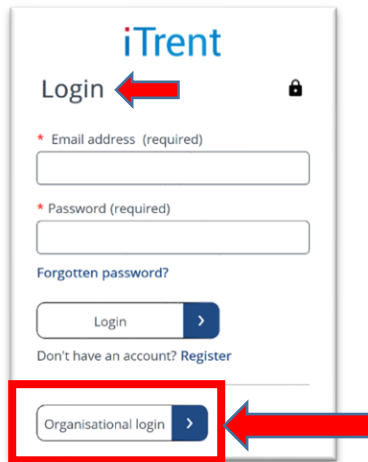 iTrent
Login
* Email address (required)
* Password (required)
Forgotten password?
Login
Don't have an account? Register
Organisational login